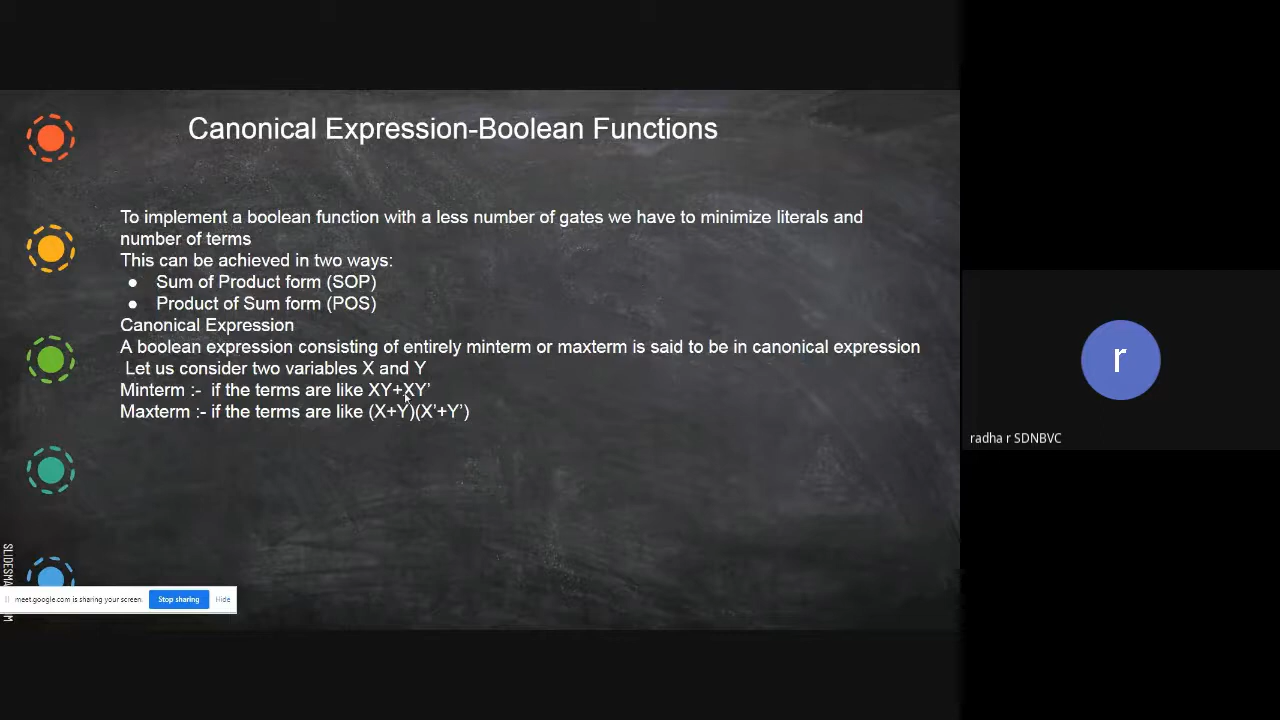 Canonical Expression-Boolean Functions
To implement a boolean function with a less number of gates we have to minimize literals and
number of terms
This can be achieved in two ways:
● Sum of Product form (SOP)
● Product of Sum form (POS)
Canonical Expression
A boolean expression consisting of entirely minterm or maxterm is said to be in canonical expression
Let us consider two variables X and Y
Minterm :- if the terms are like XY+XY’
Maxterm :- if the terms are like (X+Y)(X’+Y’)
meet.google.com is sharing your screen.
Stop sharing
Hide
r
radha r SDNBVC